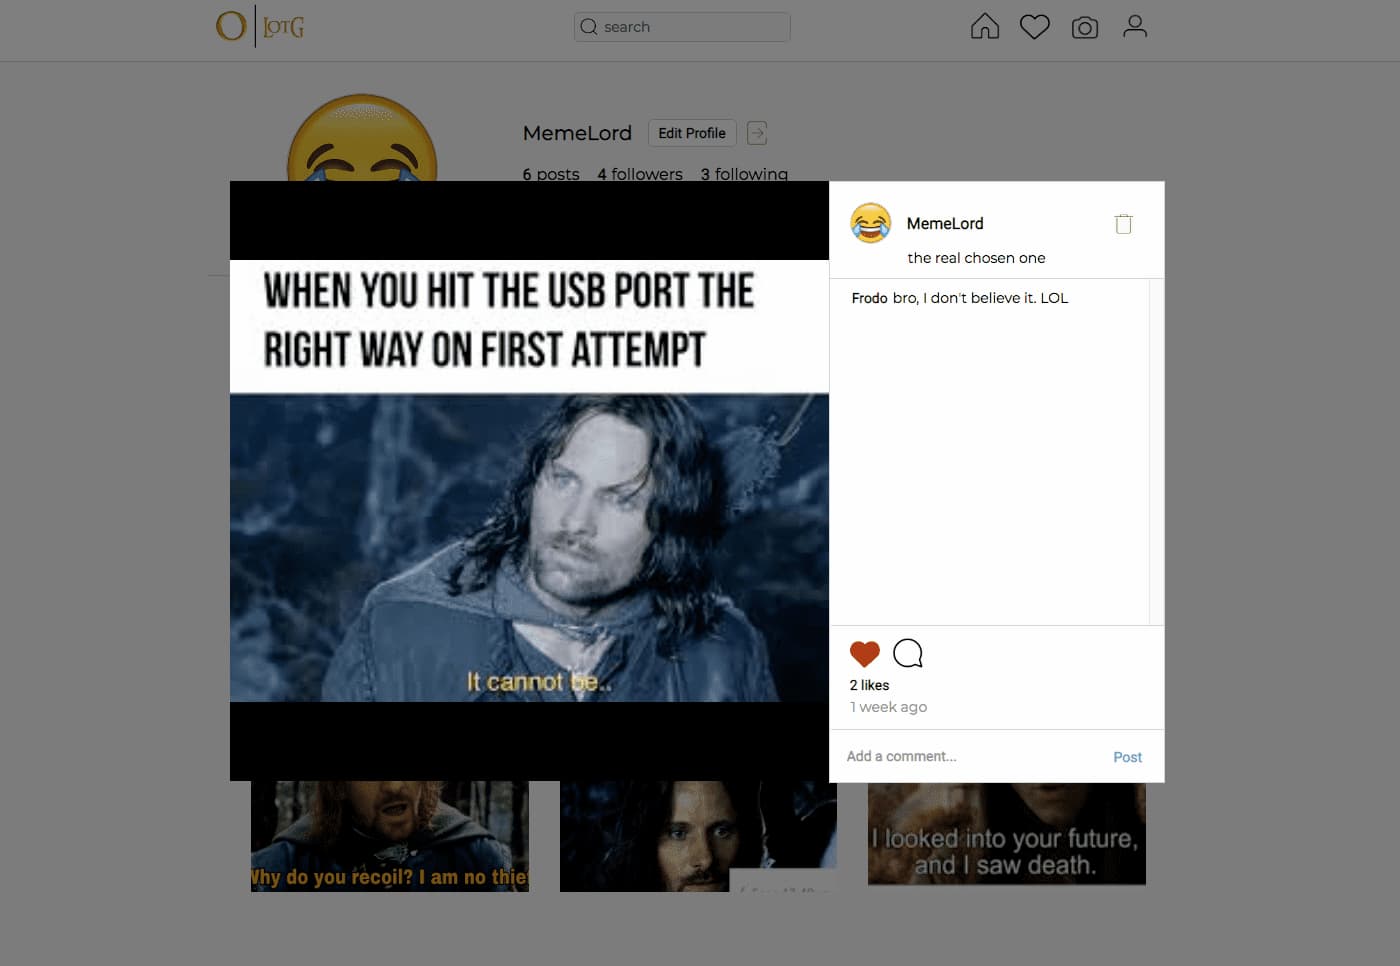 LotG
search
MemeLord
Edit Profile
6 posts 4 followers 3 following
WHEN YOU HIT THE USB PORT THE
RIGHT WAY ON FIRST ATTEMPT
It cannot be..
MemeLord
the real chosen one
Frodo bro, I don't believe it. LOL
2 likes
1 week ago
Add a comment...
Post
Why do you recoil? I am no thief
I looked into your future,
and I saw death.